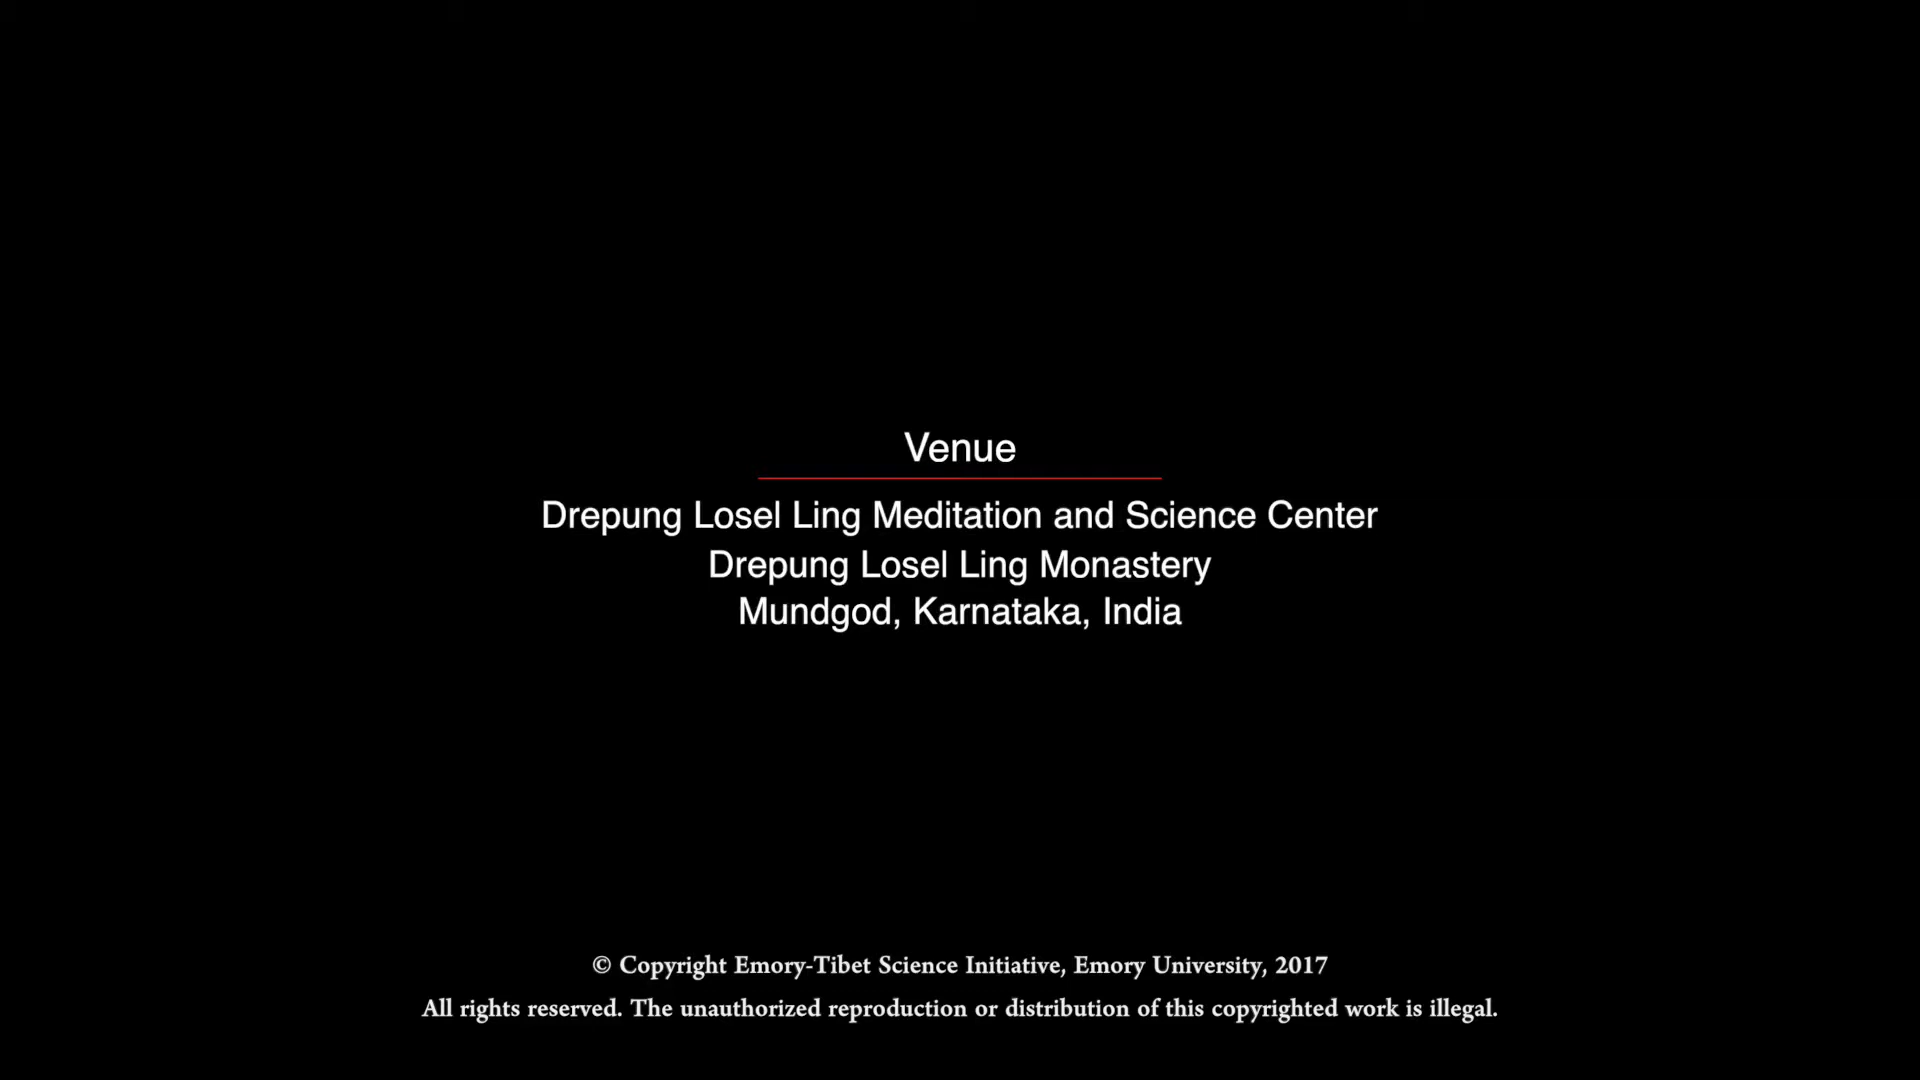 Venue
Drepung Losel Ling Meditation and Science Center
Drepung Losel Ling Monastery
Mundgod, Karnataka, India
© Copyright Emory-Tibet Science Initiative, Emory University, 2017
All rights reserved. The unauthorized reproduction or distribution of this copyrighted work is illegal.